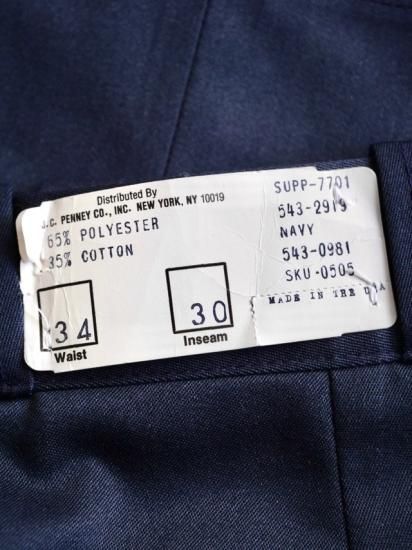 Distributed By
J.C. PENNEY CO., INC. NEW YORK, NY 10019
65% POLYESTER
35% COTTON
34
Waist
30
Inseam
SUPP-7701
543-2919
NAVY
543-0981
SKU-0505
MADE IN THE USA